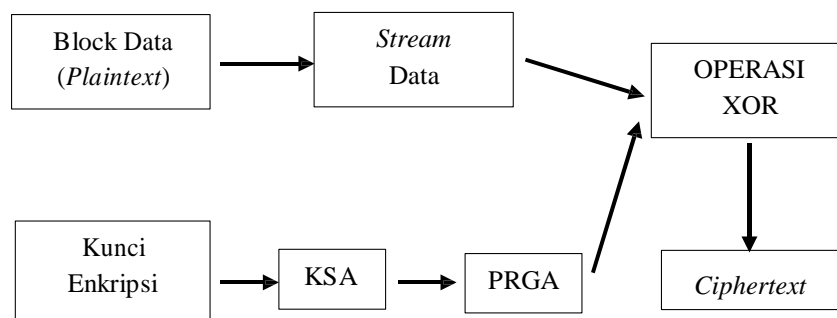 Block Data
(Plaintext)
Stream
Data
OPERASI
XOR
Kunci
Enkripsi
KSA
PRGA
Ciphertext